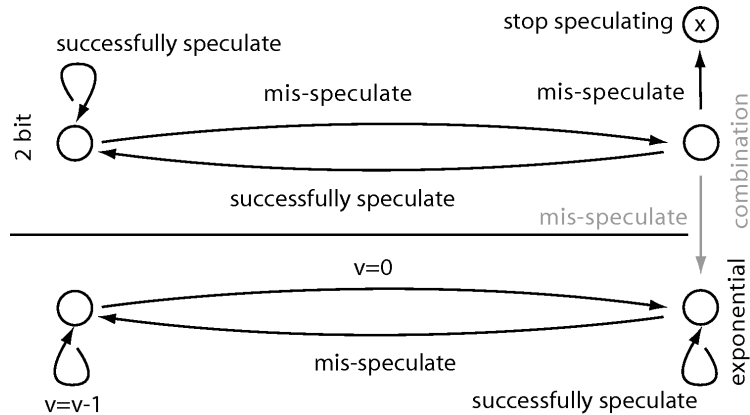 stop speculating
x
successfully speculate
mis-speculate
mis-speculate
2 bit
combination
successfully speculate
mis-speculate
v=0
exponential
mis-speculate
successfully speculate
v=v-1